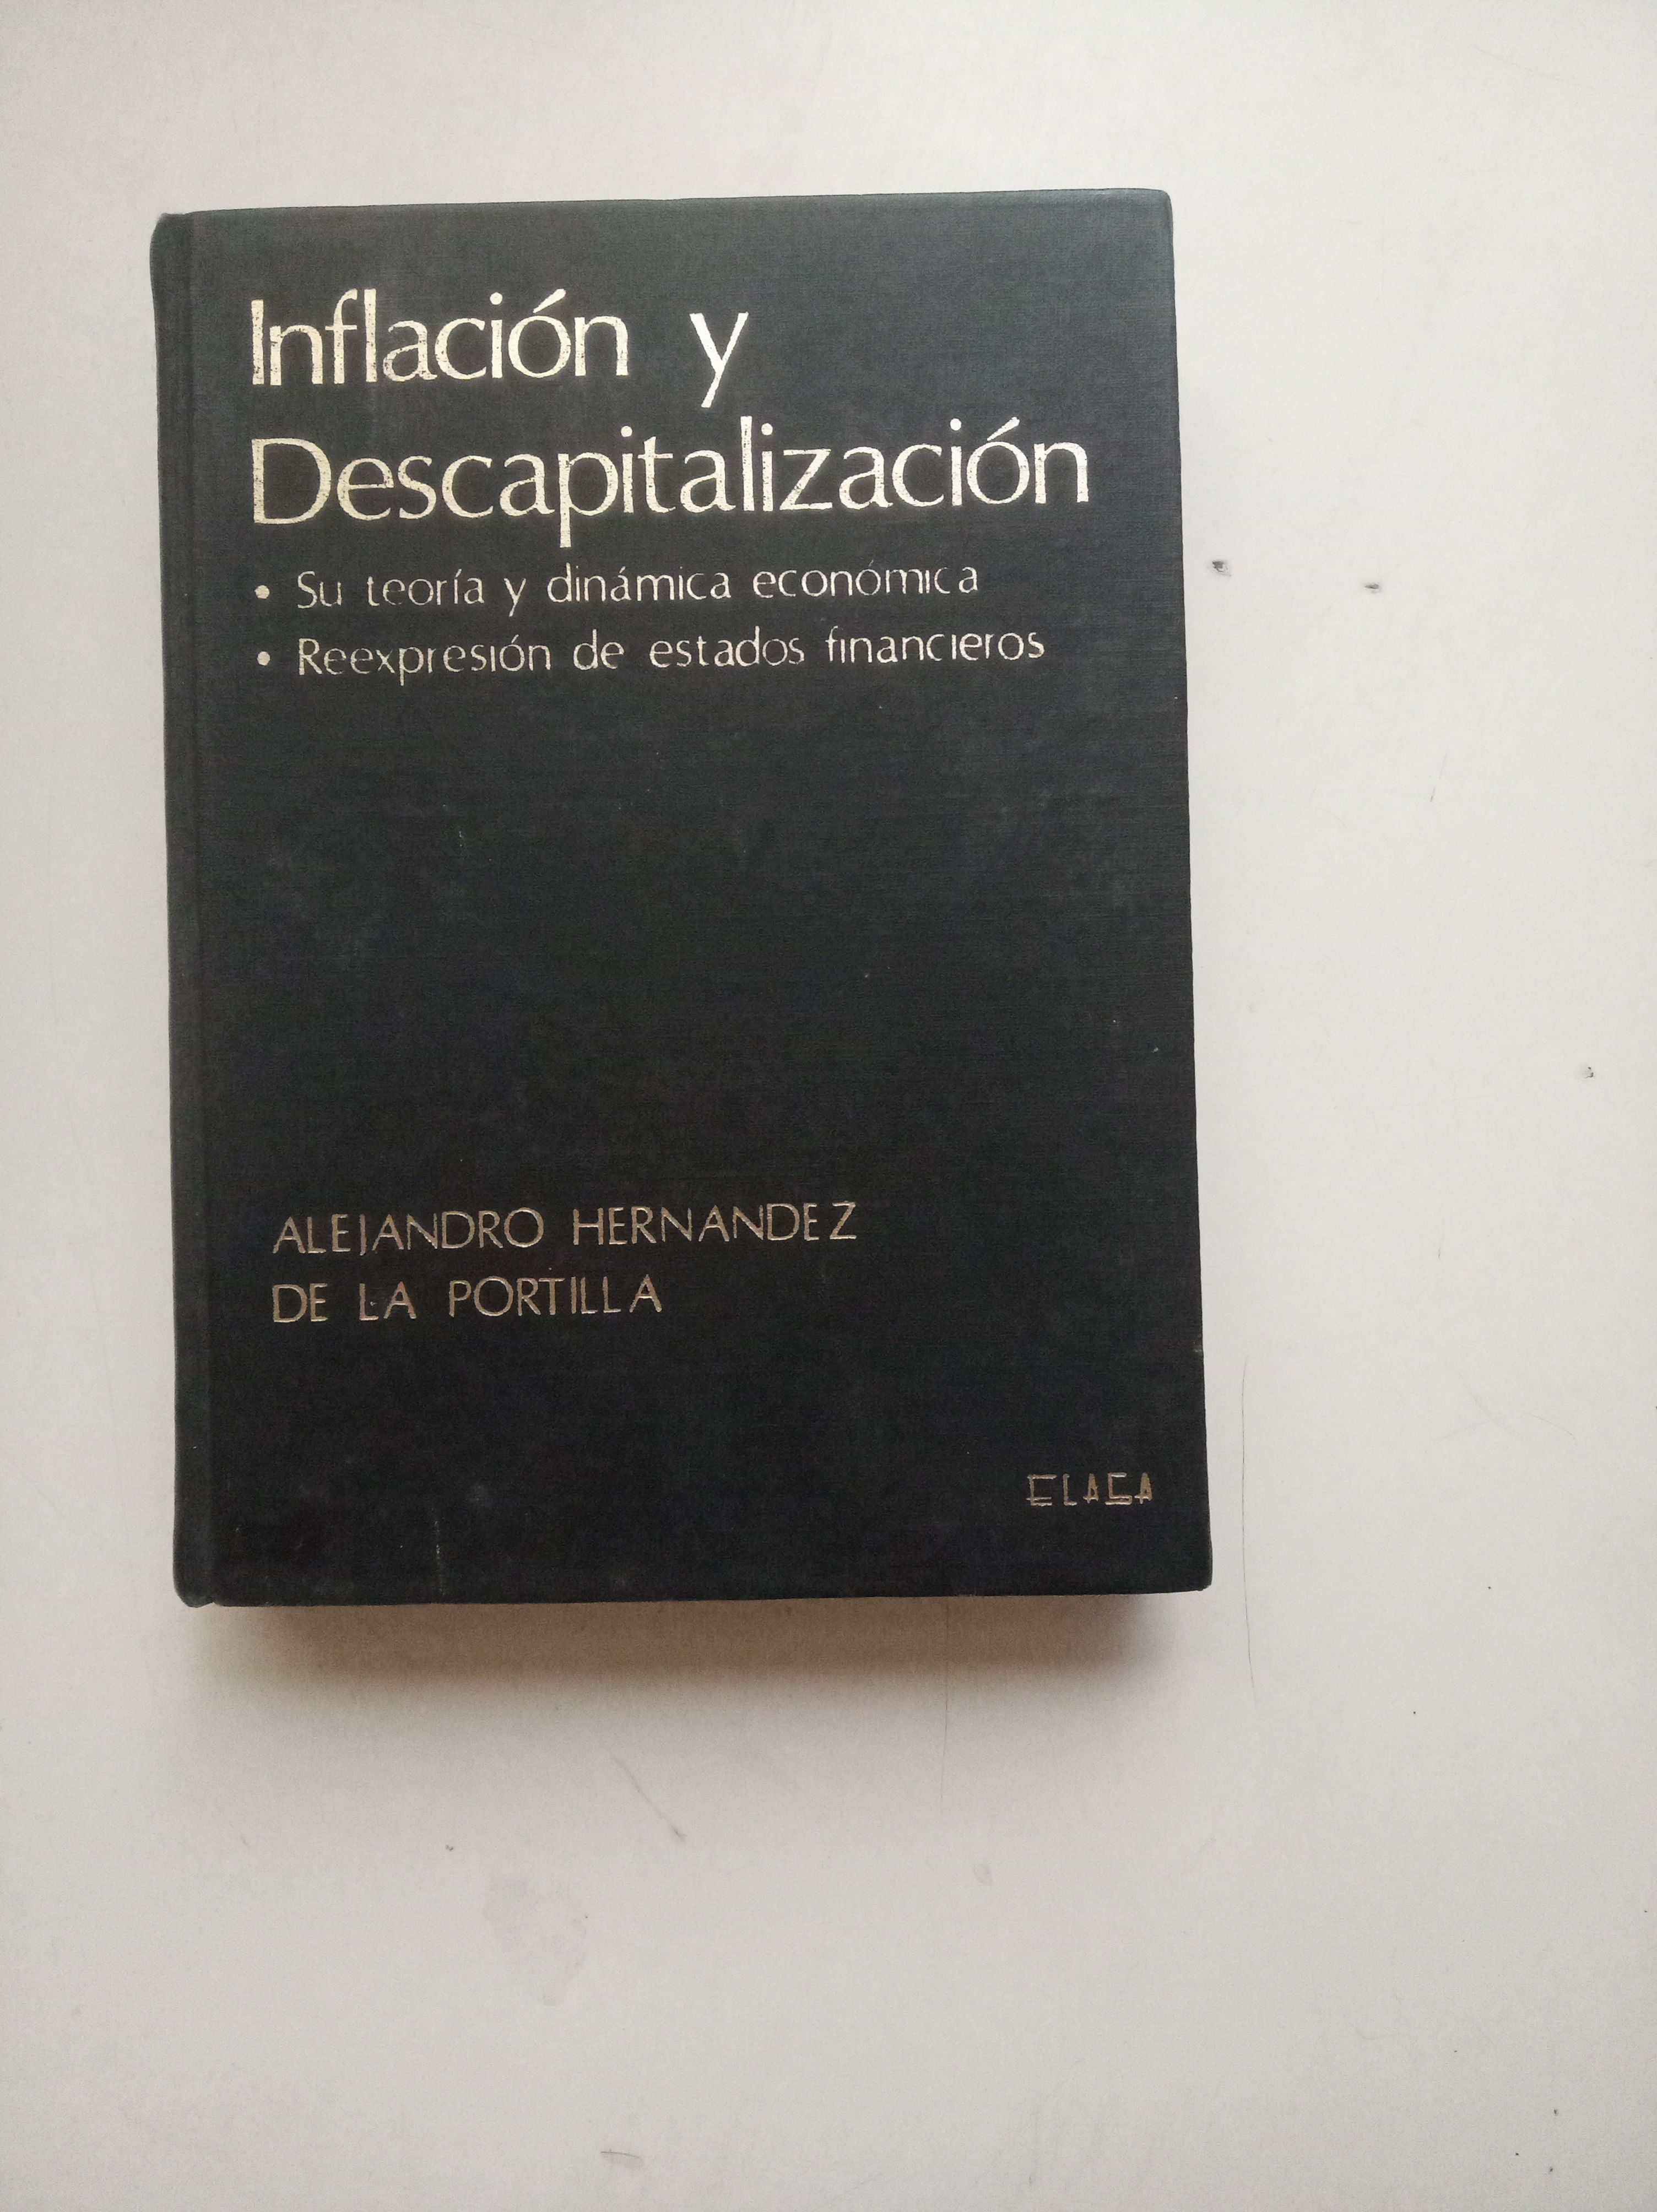 Inflación y
Descapitalización
• Su teoría y dinámica económica
• Reexpresión de estados financieros
ALEJANDRO HERNANDEZ
DE LA PORTILLA
ELASA